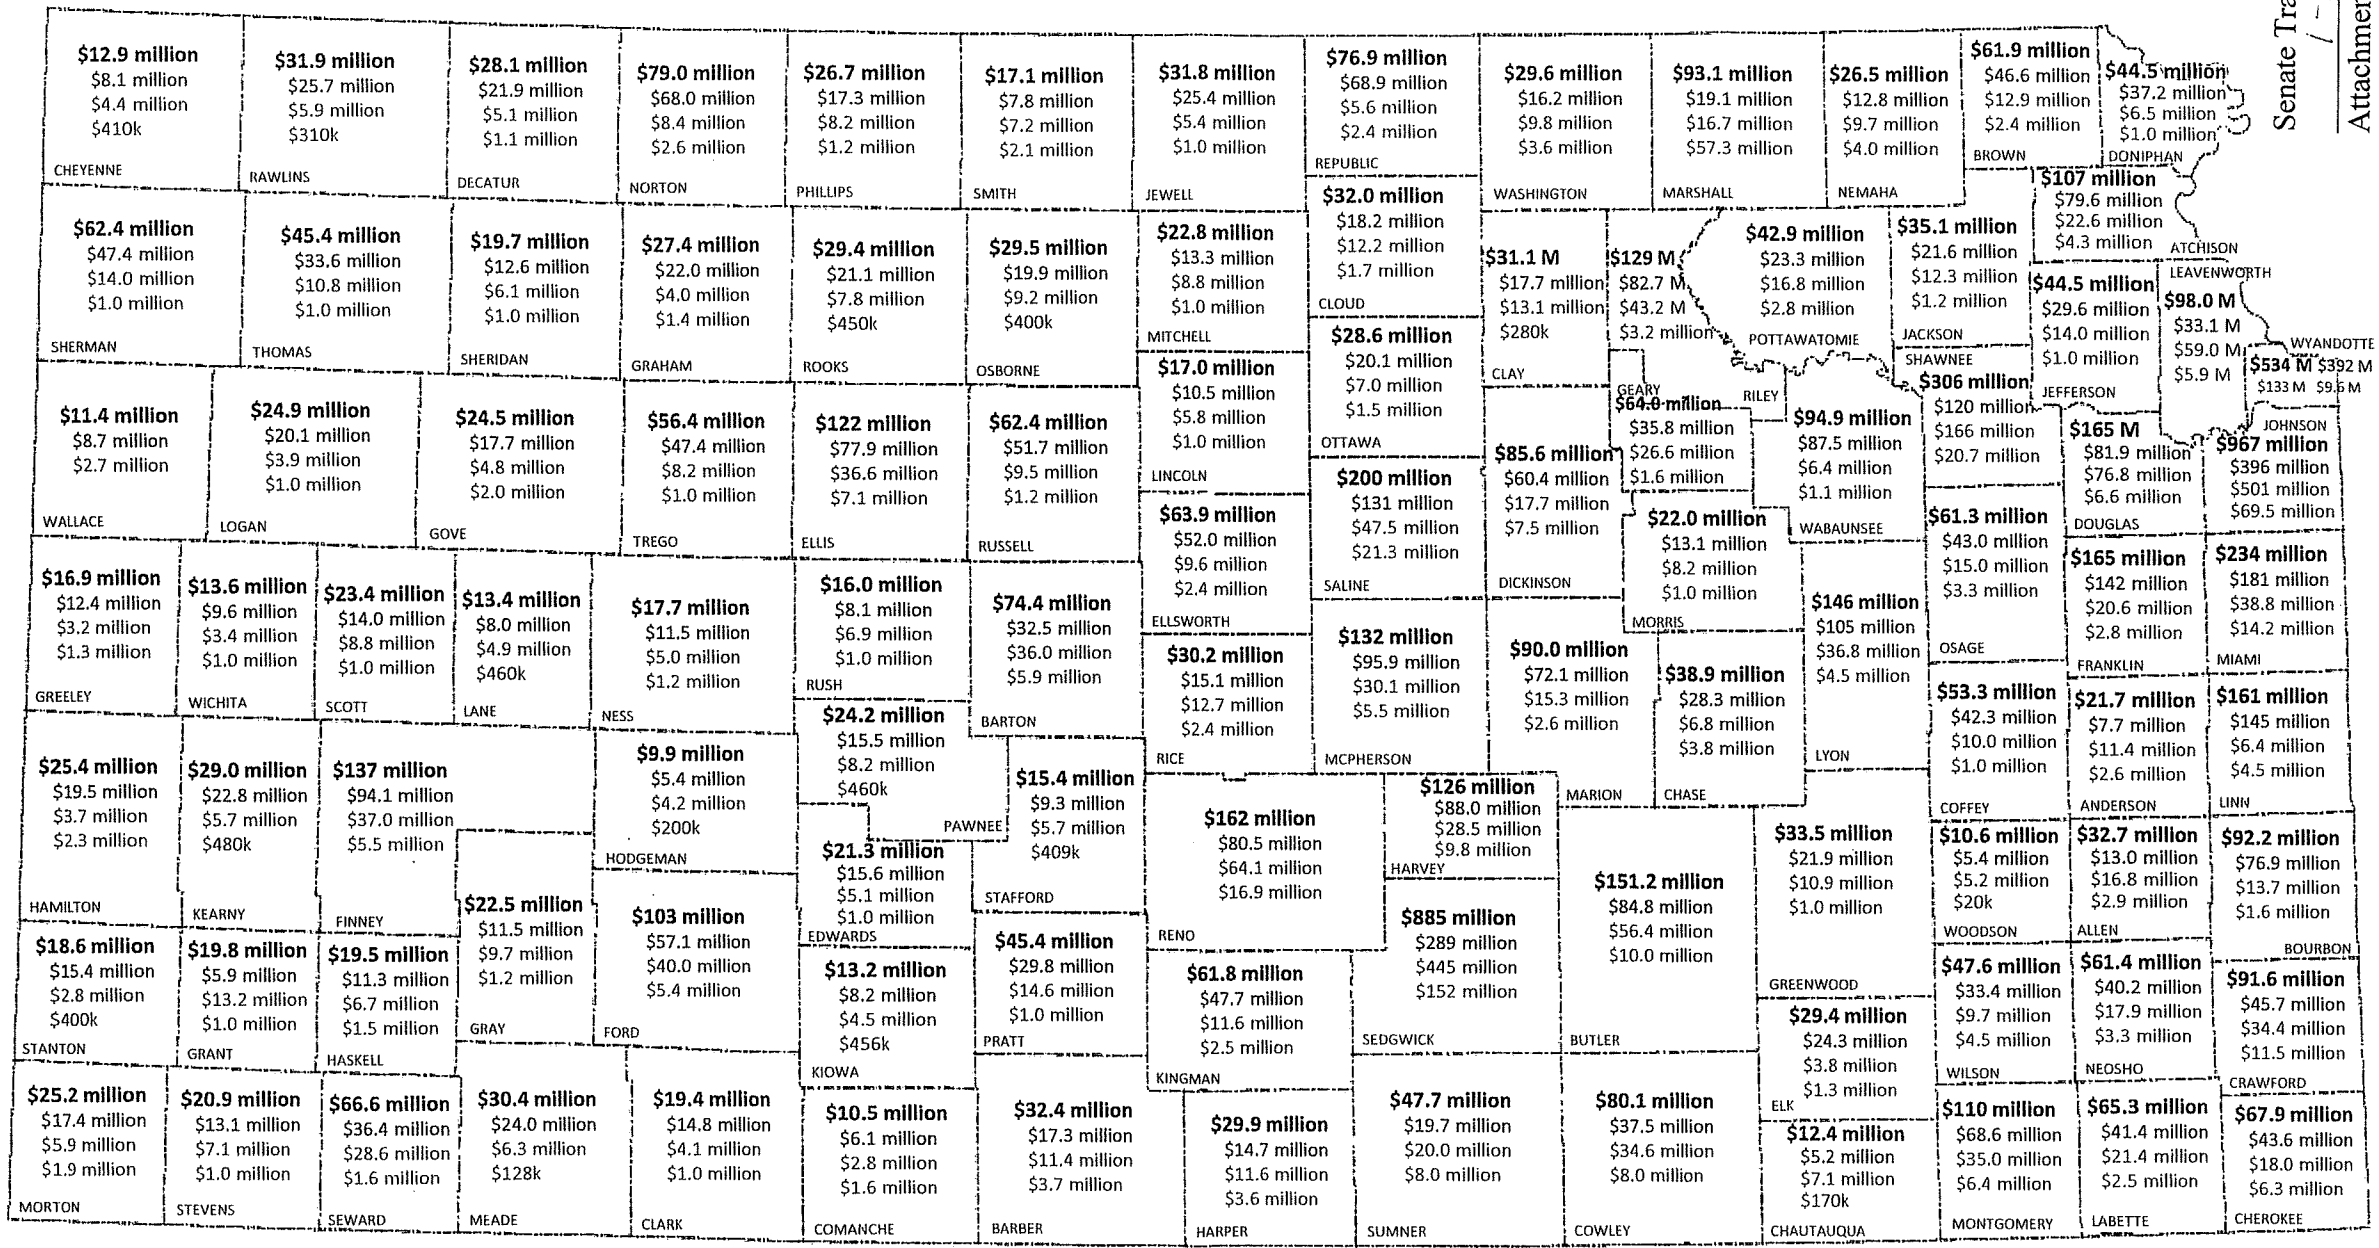 $12.9 million
$8.1 million
$4.4 million
$410k
CHEYENNE
$31.9 million
$25.7 million
$5.9 million
$310k
RAWLINS
$28.1 million
$21.9 million
$5.1 million
$1.1 million
DECATUR
$79.0 million
$68.0 million
$8.4 million
$2.6 million
NORTON
$26.7 million
$17.3 million
$8.2 million
$1.2 million
PHILLIPS
$17.1 million
$7.8 million
$7.2 million
$2.1 million
SMITH
$31.8 million
$25.4 million
$5.4 million
$1.0 million
JEWELL
$76.9 million
$68.9 million
$5.6 million
$2.4 million
REPUBLIC
$29.6 million
$16.2 million
$9.8 million
$3.6 million
WASHINGTON
$93.1 million
$19.1 million
$16.7 million
$57.3 million
MARSHALL
$26.5 million
$12.8 million
$9.7 million
$4.0 million
NEMAHA
$61.9 million
$46.6 million
$12.9 million
$2.4 million
BROWN
$44.5 million
$37.2 million
$6.5 million
$1.0 million
DONIPHAN
Senate Tra
Attachmen
$62.4 million
$47.4 million
$14.0 million
$1.0 million
SHERMAN
$45.4 million
$33.6 million
$10.8 million
$1.0 million
THOMAS
$19.7 million
$12.6 million
$6.1 million
$1.0 million
SHERIDAN
$27.4 million
$22.0 million
$4.0 million
$1.4 million
GRAHAM
$29.4 million
$21.1 million
$7.8 million
$450k
ROOKS
$29.5 million
$19.9 million
$9.2 million
$400k
OSBORNE
$22.8 million
$13.3 million
$8.8 million
$1.0 million
MITCHELL
$32.0 million
$18.2 million
$12.2 million
$1.7 million
CLOUD
$31.1 M
$17.7 million
$13.1 million
$280k
CLAY
$129 M
$82.7 M
$43.2 M
$3.2 million
RILEY
$42.9 million
$23.3 million
$16.8 million
$2.8 million
POTTAWATOMIE
$35.1 million
$21.6 million
$12.3 million
$1.2 million
JACKSON
$107 million
$79.6 million
$22.6 million
$4.3 million
ATCHISON
$44.5 million
$29.6 million
$14.0 million
$1.0 million
JEFFERSON
LEAVENWORTH
$98.0 M
$33.1 M
$59.0 M
$5.9 M
WYANDOTTE
$534 M $392 M
$133 M $9.6 M
$11.4 million
$8.7 million
$2.7 million
WALLACE
$24.9 million
$20.1 million
$3.9 million
$1.0 million
LOGAN
$24.5 million
$17.7 million
$4.8 million
$2.0 million
GOVE
$56.4 million
$47.4 million
$8.2 million
$1.0 million
TREGO
$122 million
$77.9 million
$36.6 million
$7.1 million
ELLIS
$62.4 million
$51.7 million
$9.5 million
$1.2 million
RUSSELL
$17.0 million
$10.5 million
$5.8 million
$1.0 million
LINCOLN
$28.6 million
$20.1 million
$7.0 million
$1.5 million
OTTAWA
$63.9 million
$52.0 million
$9.6 million
$2.4 million
ELLSWORTH
$200 million
$131 million
$47.5 million
$21.3 million
SALINE
$85.6 million
$60.4 million
$17.7 million
$7.5 million
DICKINSON
GEARY
$64.0 million
$35.8 million
$26.6 million
$1.6 million
$94.9 million
$87.5 million
$6.4 million
$1.1 million
WABAUNSEE
SHAWNEE
$306 million
$120 million
$166 million
$20.7 million
$165 M
$81.9 million
$76.8 million
$6.6 million
DOUGLAS
JOHNSON
$967 million
$396 million
$501 million
$69.5 million
$22.0 million
$13.1 million
$8.2 million
$1.0 million
MORRIS
$61.3 million
$43.0 million
$15.0 million
$3.3 million
OSAGE
$165 million
$142 million
$20.6 million
$2.8 million
FRANKLIN
$234 million
$181 million
$38.8 million
$14.2 million
MIAMI
$16.9 million
$12.4 million
$3.2 million
$1.3 million
GREELEY
$13.6 million
$9.6 million
$3.4 million
$1.0 million
WICHITA
$23.4 million
$14.0 million
$8.8 million
$1.0 million
SCOTT
$13.4 million
$8.0 million
$4.9 million
$460k
LANE
$17.7 million
$11.5 million
$5.0 million
$1.2 million
NESS
$16.0 million
$8.1 million
$6.9 million
$1.0 million
RUSH
$74.4 million
$32.5 million
$36.0 million
$5.9 million
BARTON
$30.2 million
$15.1 million
$12.7 million
$2.4 million
RICE
$132 million
$95.9 million
$30.1 million
$5.5 million
MCPHERSON
$90.0 million
$72.1 million
$15.3 million
$2.6 million
MARION
$38.9 million
$28.3 million
$6.8 million
$3.8 million
CHASE
$146 million
$105 million
$36.8 million
$4.5 million
LYON
$53.3 million
$42.3 million
$10.0 million
$1.0 million
COFFEY
$21.7 million
$7.7 million
$11.4 million
$2.6 million
ANDERSON
$161 million
$145 million
$6.4 million
$4.5 million
LINN
$25.4 million
$19.5 million
$3.7 million
$2.3 million
HAMILTON
$29.0 million
$22.8 million
$5.7 million
$480k
KEARNY
$137 million
$94.1 million
$37.0 million
$5.5 million
FINNEY
$9.9 million
$5.4 million
$4.2 million
$200k
HODGEMAN
$24.2 million
$15.5 million
$8.2 million
$460k
PAWNEE
$15.4 million
$9.3 million
$5.7 million
$409k
STAFFORD
$21.3 million
$15.6 million
$5.1 million
$1.0 million
EDWARDS
$162 million
$80.5 million
$64.1 million
$16.9 million
RENO
$126 million
$88.0 million
$28.5 million
$9.8 million
HARVEY
$151.2 million
$84.8 million
$56.4 million
$10.0 million
BUTLER
$33.5 million
$21.9 million
$10.9 million
$1.0 million
GREENWOOD
$10.6 million
$5.4 million
$5.2 million
$20k
WOODSON
$32.7 million
$13.0 million
$16.8 million
$2.9 million
ALLEN
$92.2 million
$76.9 million
$13.7 million
$1.6 million
BOURBON
$18.6 million
$15.4 million
$2.8 million
$400k
STANTON
$19.8 million
$5.9 million
$13.2 million
$1.0 million
GRANT
$19.5 million
$11.3 million
$6.7 million
$1.5 million
HASKELL
$22.5 million
$11.5 million
$9.7 million
$1.2 million
GRAY
$103 million
$57.1 million
$40.0 million
$5.4 million
FORD
$13.2 million
$8.2 million
$4.5 million
$456k
KIOWA
$45.4 million
$29.8 million
$14.6 million
$1.0 million
PRATT
$61.8 million
$47.7 million
$11.6 million
$2.5 million
KINGMAN
$885 million
$289 million
$445 million
$152 million
SEDGWICK
$29.4 million
$24.3 million
$3.8 million
$1.3 million
ELK
$47.6 million
$33.4 million
$9.7 million
$4.5 million
WILSON
$61.4 million
$40.2 million
$17.9 million
$3.3 million
NEOSHO
$91.6 million
$45.7 million
$34.4 million
$11.5 million
CRAWFORD
$25.2 million
$17.4 million
$5.9 million
$1.9 million
MORTON
$20.9 million
$13.1 million
$7.1 million
$1.0 million
STEVENS
$66.6 million
$36.4 million
$28.6 million
$1.6 million
SEWARD
$30.4 million
$24.0 million
$6.3 million
$128k
MEADE
$19.4 million
$14.8 million
$4.1 million
$1.0 million
CLARK
$10.5 million
$6.1 million
$2.8 million
$1.6 million
COMANCHE
$32.4 million
$17.3 million
$11.4 million
$3.7 million
BARBER
$29.9 million
$14.7 million
$11.6 million
$3.6 million
HARPER
$47.7 million
$19.7 million
$20.0 million
$8.0 million
SUMNER
$80.1 million
$37.5 million
$34.6 million
$8.0 million
COWLEY
$12.4 million
$5.2 million
$7.1 million
$170k
CHAUTAUQUA
$110 million
$68.6 million
$35.0 million
$6.4 million
MONTGOMERY
$65.3 million
$41.4 million
$21.4 million
$2.5 million
LABETTE
$67.9 million
$43.6 million
$18.0 million
$6.3 million
CHEROKEE